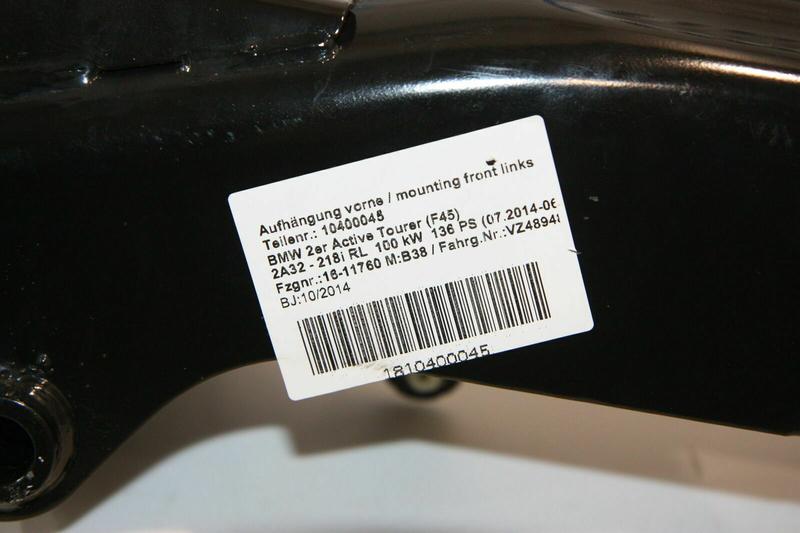 Aufhängung vorne / mounting front links
Teilenr.: 10400045
BMW 2er Active Tourer (F45)
2A32 - 218i RL 100 kW 136 PS (07.2014-06
Fzgnr.:16-11760 M:B38 / Fahrg.Nr.:VZ4894
BJ:10/2014
1810400045